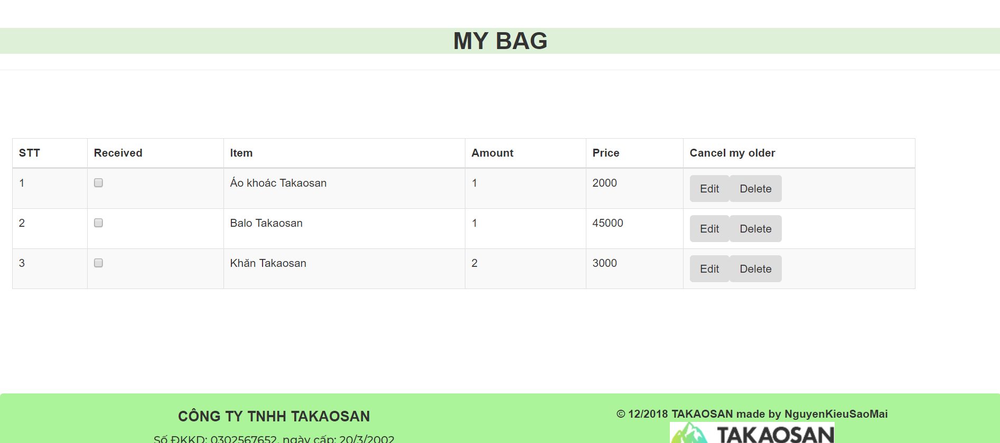 MY BAG
STT Received Item Amount Price Cancel my older
1 Áo khoác Takaosan 1 2000 Edit Delete
2 Balo Takaosan 1 45000 Edit Delete
3 Khăn Takaosan 2 3000 Edit Delete
CÔNG TY TNHH TAKAOSAN
Số ĐKKD: 0302567652, ngày cấp: 20/3/2002
© 12/2018 TAKAOSAN made by NguyenKieuSaoMai
TAKAOSAN